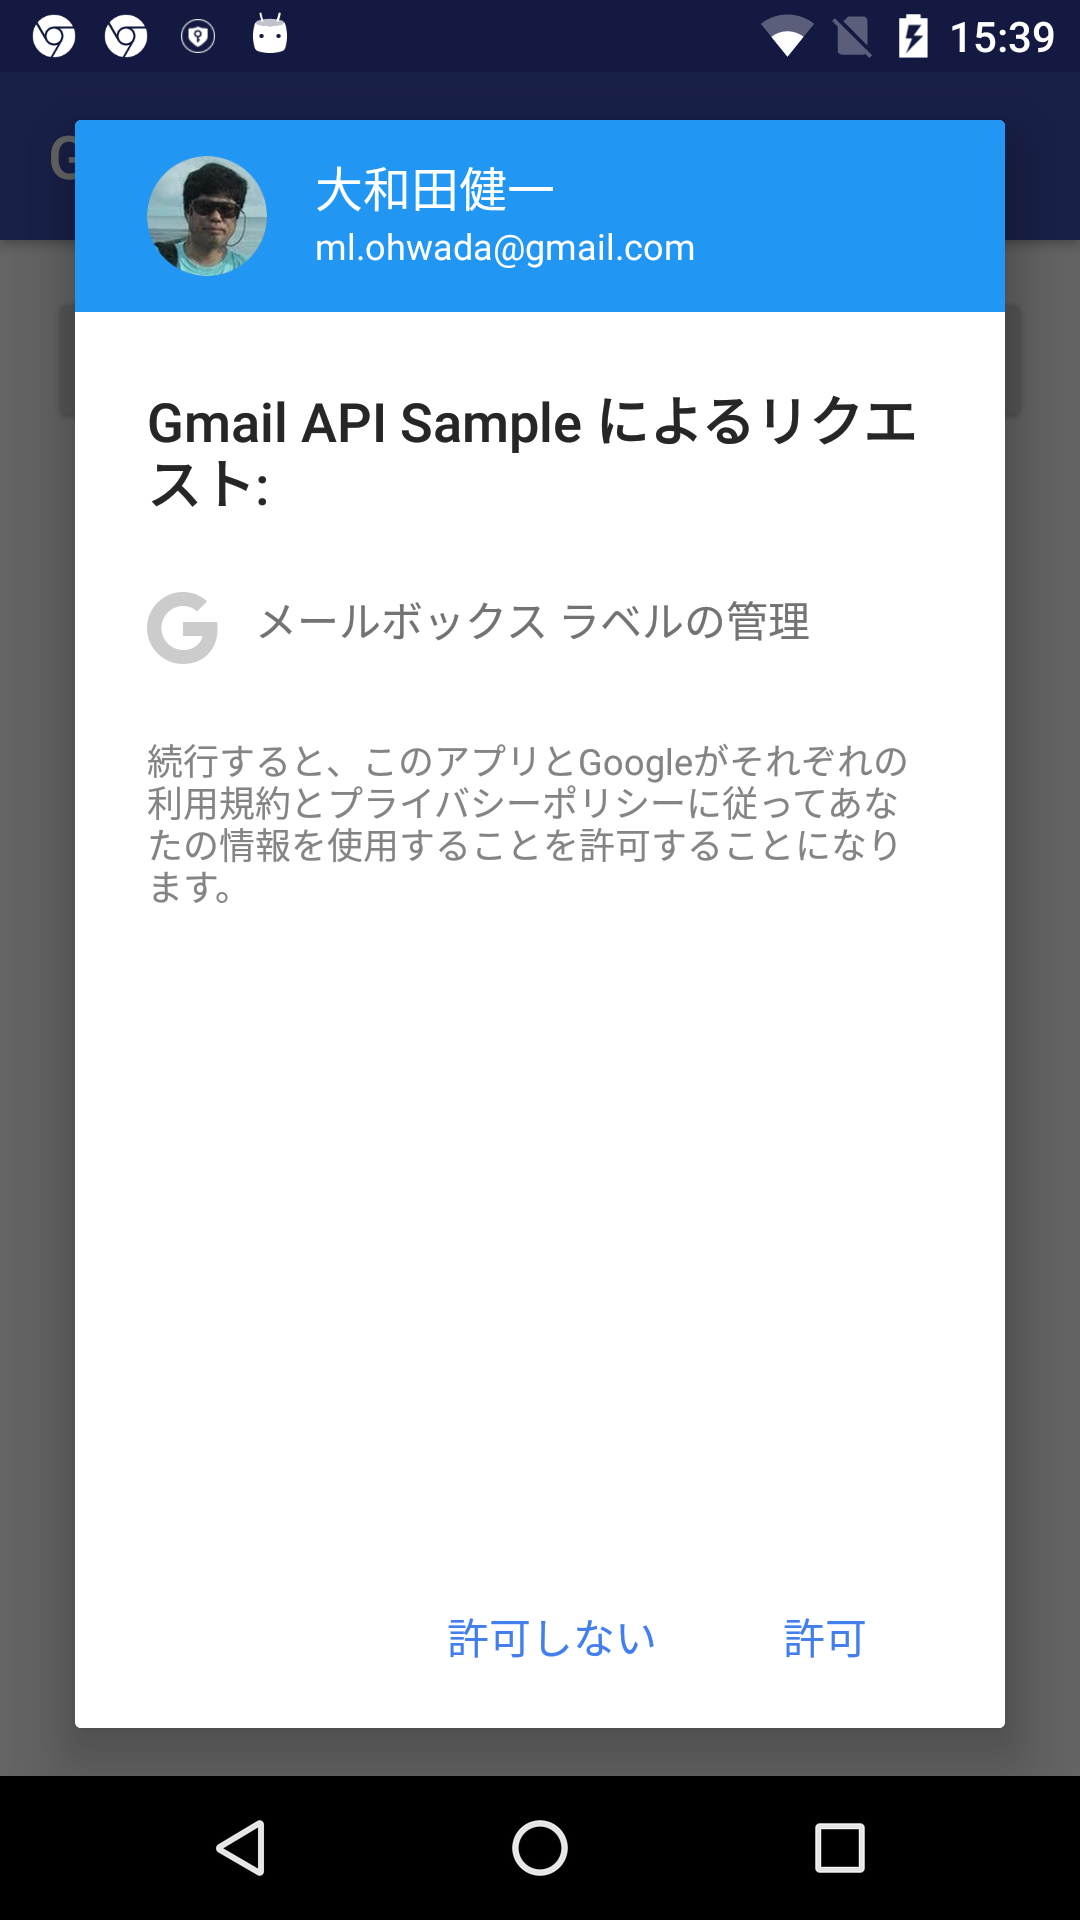 15:39
G
大和田健一
ml.ohwada@gmail.com
Gmail API Sample によるリクエ
スト:
メールボックス ラベルの管理
続行すると、このアプリとGoogleがそれぞれの
利用規約とプライバシーポリシーに従ってあな
たの情報を使用することを許可することになり
ます。
許可しない
許可